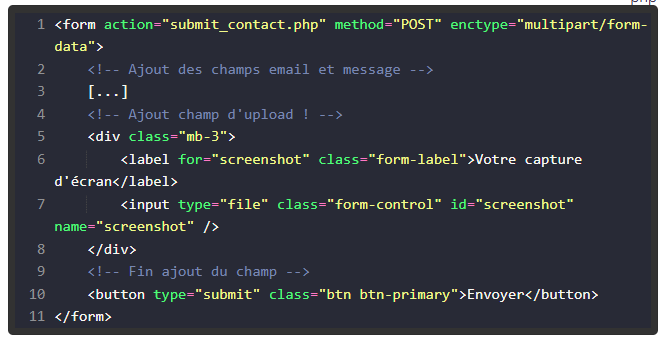 php
1 <form action="submit_contact.php" method="POST" enctype="multipart/form-
data">
2 <!-- Ajout des champs email et message -->
3 [...]
4 <!-- Ajout champ d'upload ! -->
5 <div class="mb-3">
6 <label for="screenshot" class="form-label">Votre capture
d'écran</label>
7 <input type="file" class="form-control" id="screenshot"
name="screenshot" />
8 </div>
9 <!-- Fin ajout du champ -->
10 <button type="submit" class="btn btn-primary">Envoyer</button>
11 </form>